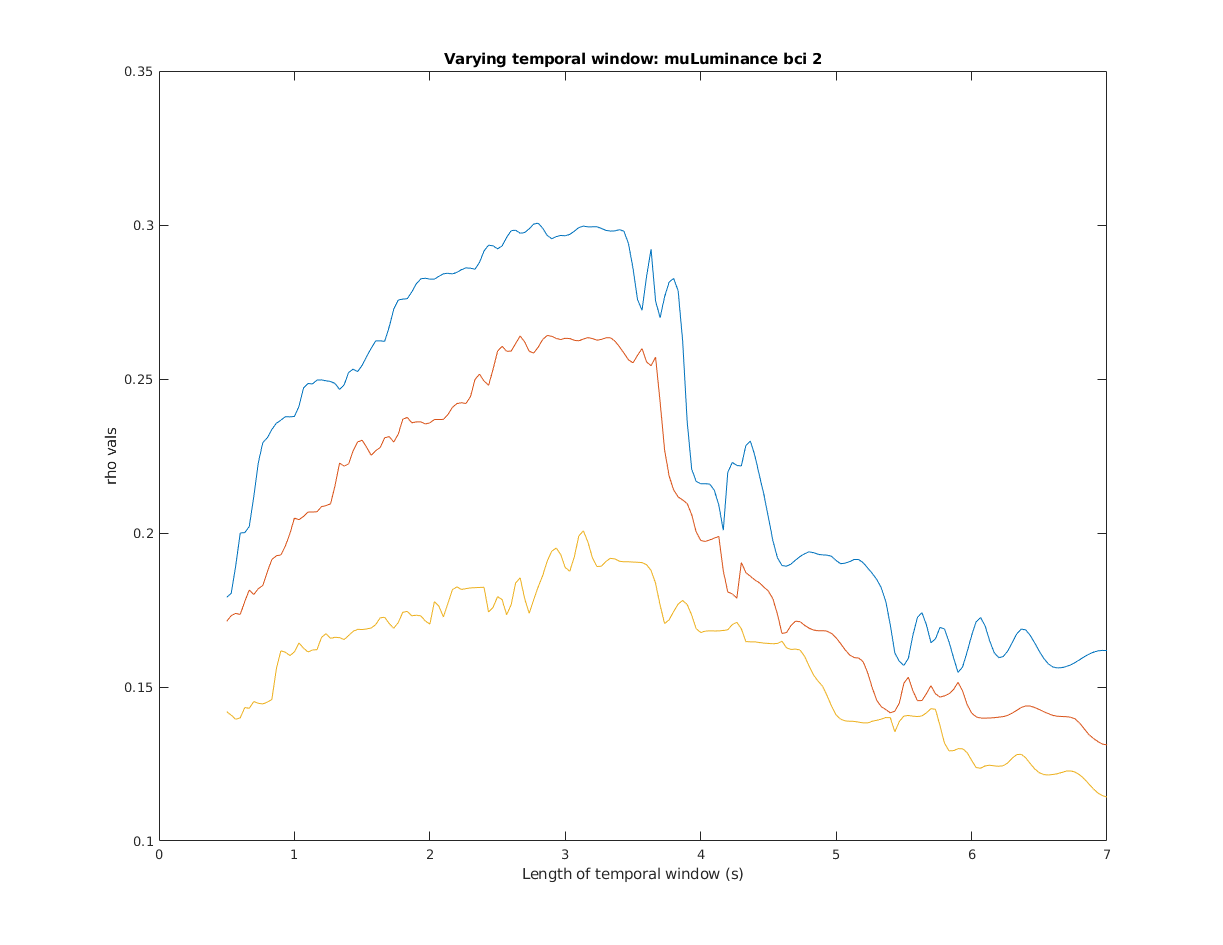 Varying temporal window: muLuminance bci 2
0.35
0.3
0.25
0.2
0.15
0.1
rho vals
0 1 2 3 4 5 6 7
Length of temporal window (s)